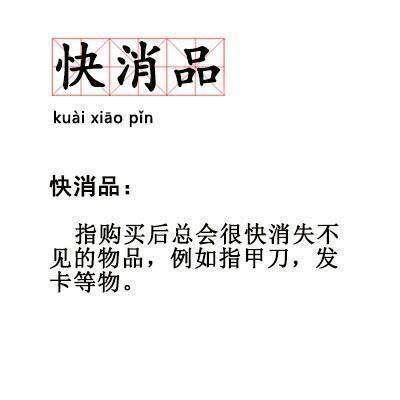 快消品
kuài xiāo pǐn
快消品：
指购买后总会很快消失不
见的物品，例如指甲刀，发
卡等物。